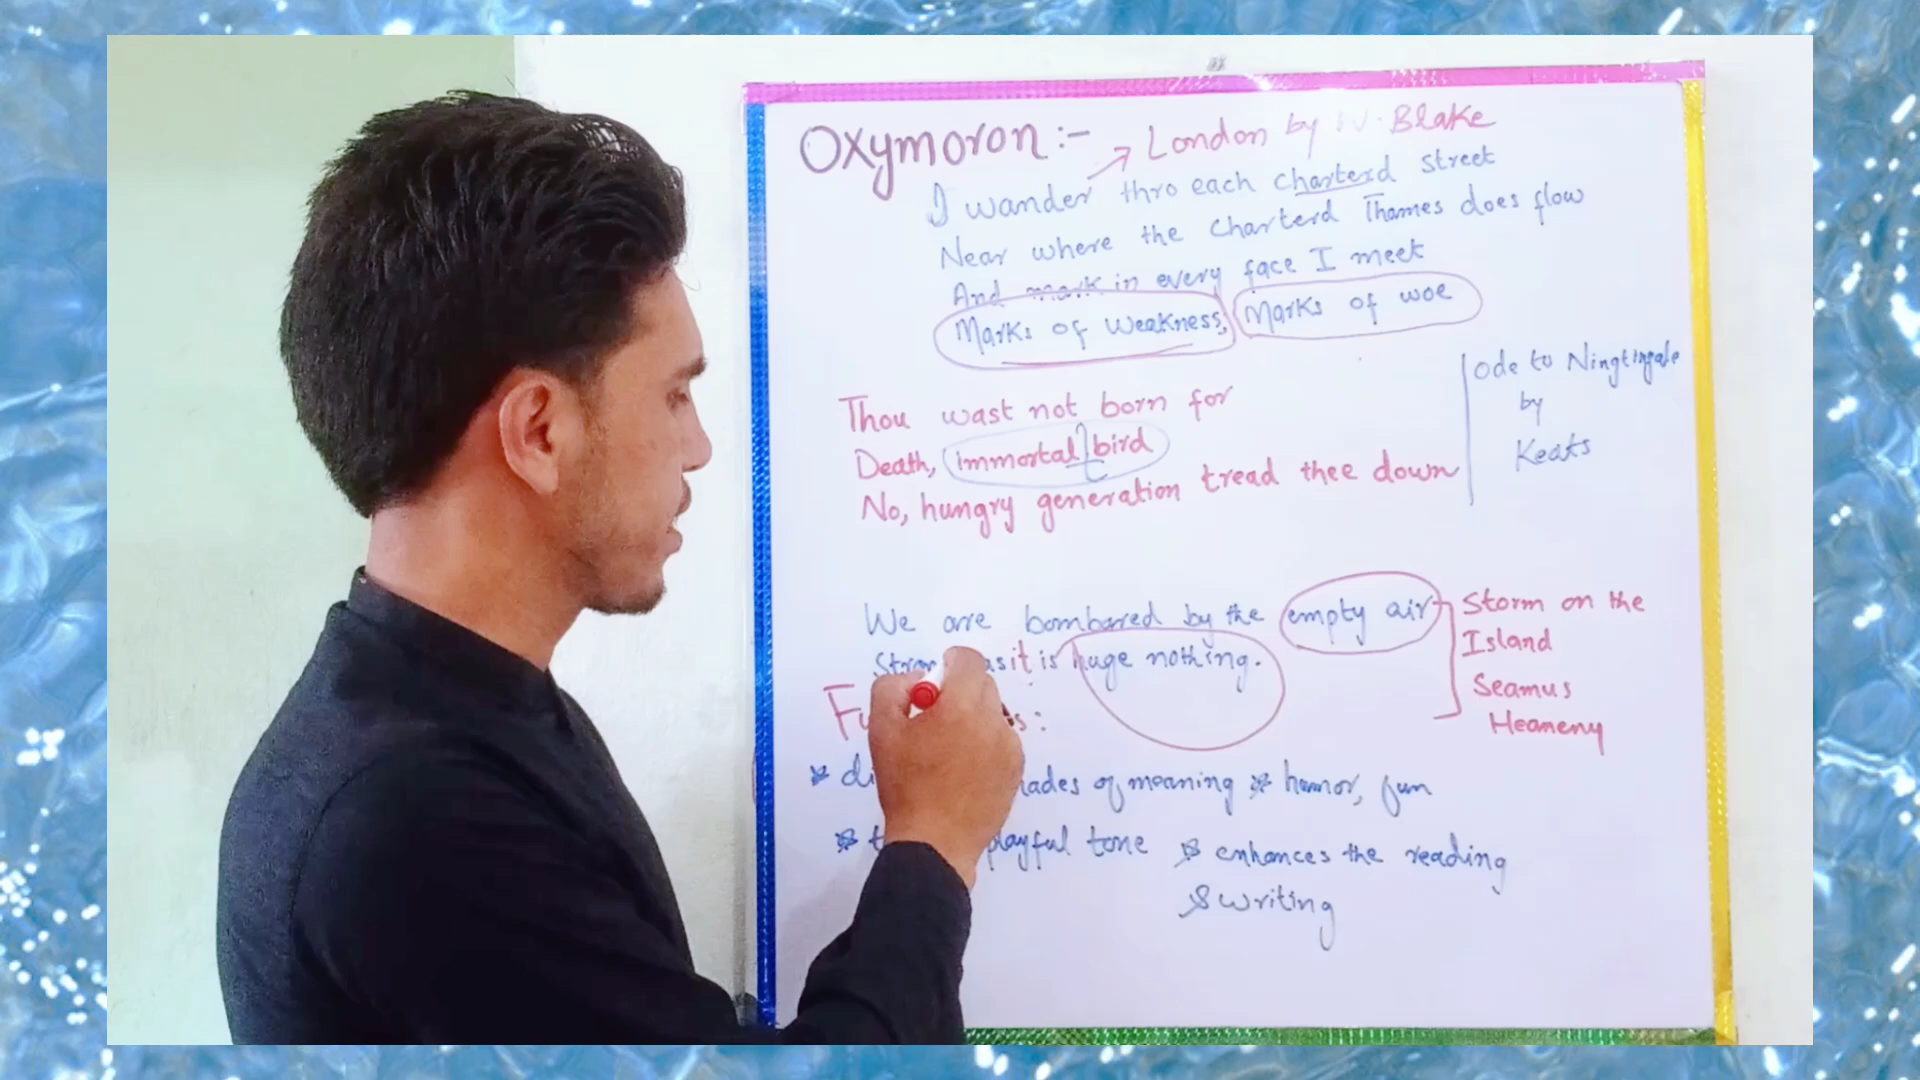 Oxymoron :-
London by W. Blake
I wander thro each charterd street
Near where the charterd Thames does flow
And mark in every face I meet
Marks of weakness, Marks of woe
Thou wast not born for
Death, immortal bird
No, hungry generation tread thee down
Ode to Ningtingale
by
Keats
We are bombared by the empty air
it is huge nothing.
Storm on the
Island
Seamus
Heaneny
of meaning * humor, fun
playful tone * enhances the reading
& writing